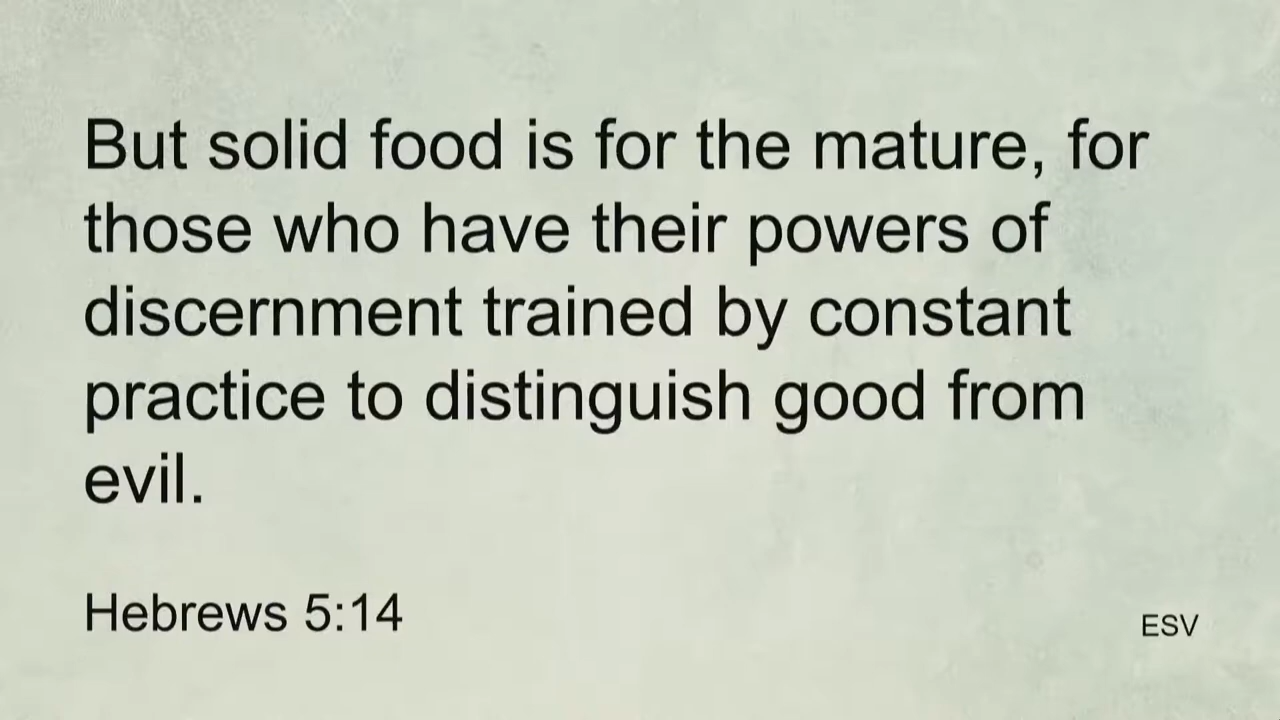 But solid food is for the mature, for
those who have their powers of
discernment trained by constant
practice to distinguish good from
evil.
Hebrews 5:14
ESV